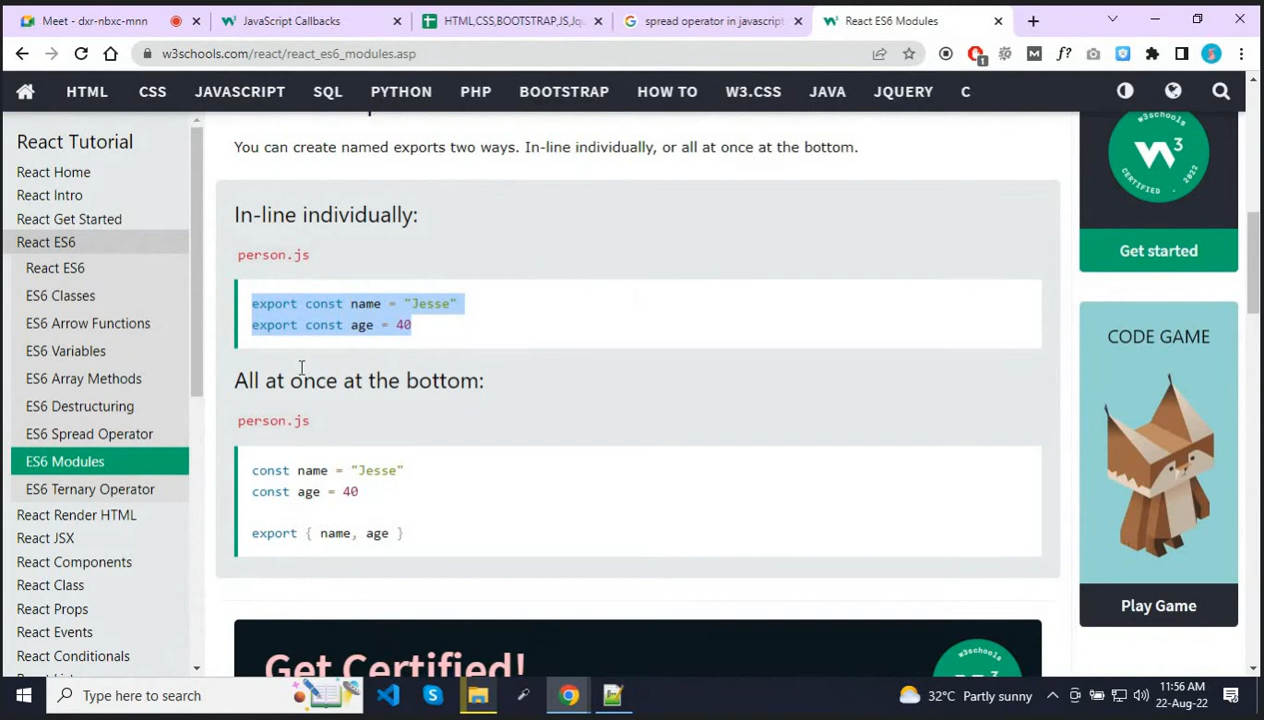 Meet - dxr-nbxc-mnn
JavaScript Callbacks
HTML,CSS,BOOTSTRAP,JS,Jqu
spread operator in javascript
React ES6 Modules
w3schools.com/react/react_es6_modules.asp
1
HTML CSS JAVASCRIPT SQL PYTHON PHP BOOTSTRAP HOW TO W3.CSS JAVA JQUERY C
React Tutorial
React Home
React Intro
React Get Started
React ES6
React ES6
ES6 Classes
ES6 Arrow Functions
ES6 Variables
ES6 Array Methods
ES6 Destructuring
ES6 Spread Operator
ES6 Modules
ES6 Ternary Operator
React Render HTML
React JSX
React Components
React Class
React Props
React Events
React Conditionals
You can create named exports two ways. In-line individually, or all at once at the bottom.
In-line individually:
person.js
export const name = "Jesse"
export const age = 40
All at once at the bottom:
person.js
const name = "Jesse"
const age = 40
export { name, age }
Get Certified!
w3schools
CERTIFIED . 2022
Get started
CODE GAME
Play Game
w3schools
Type here to search
32°C Partly sunny
11:56 AM
22-Aug-22